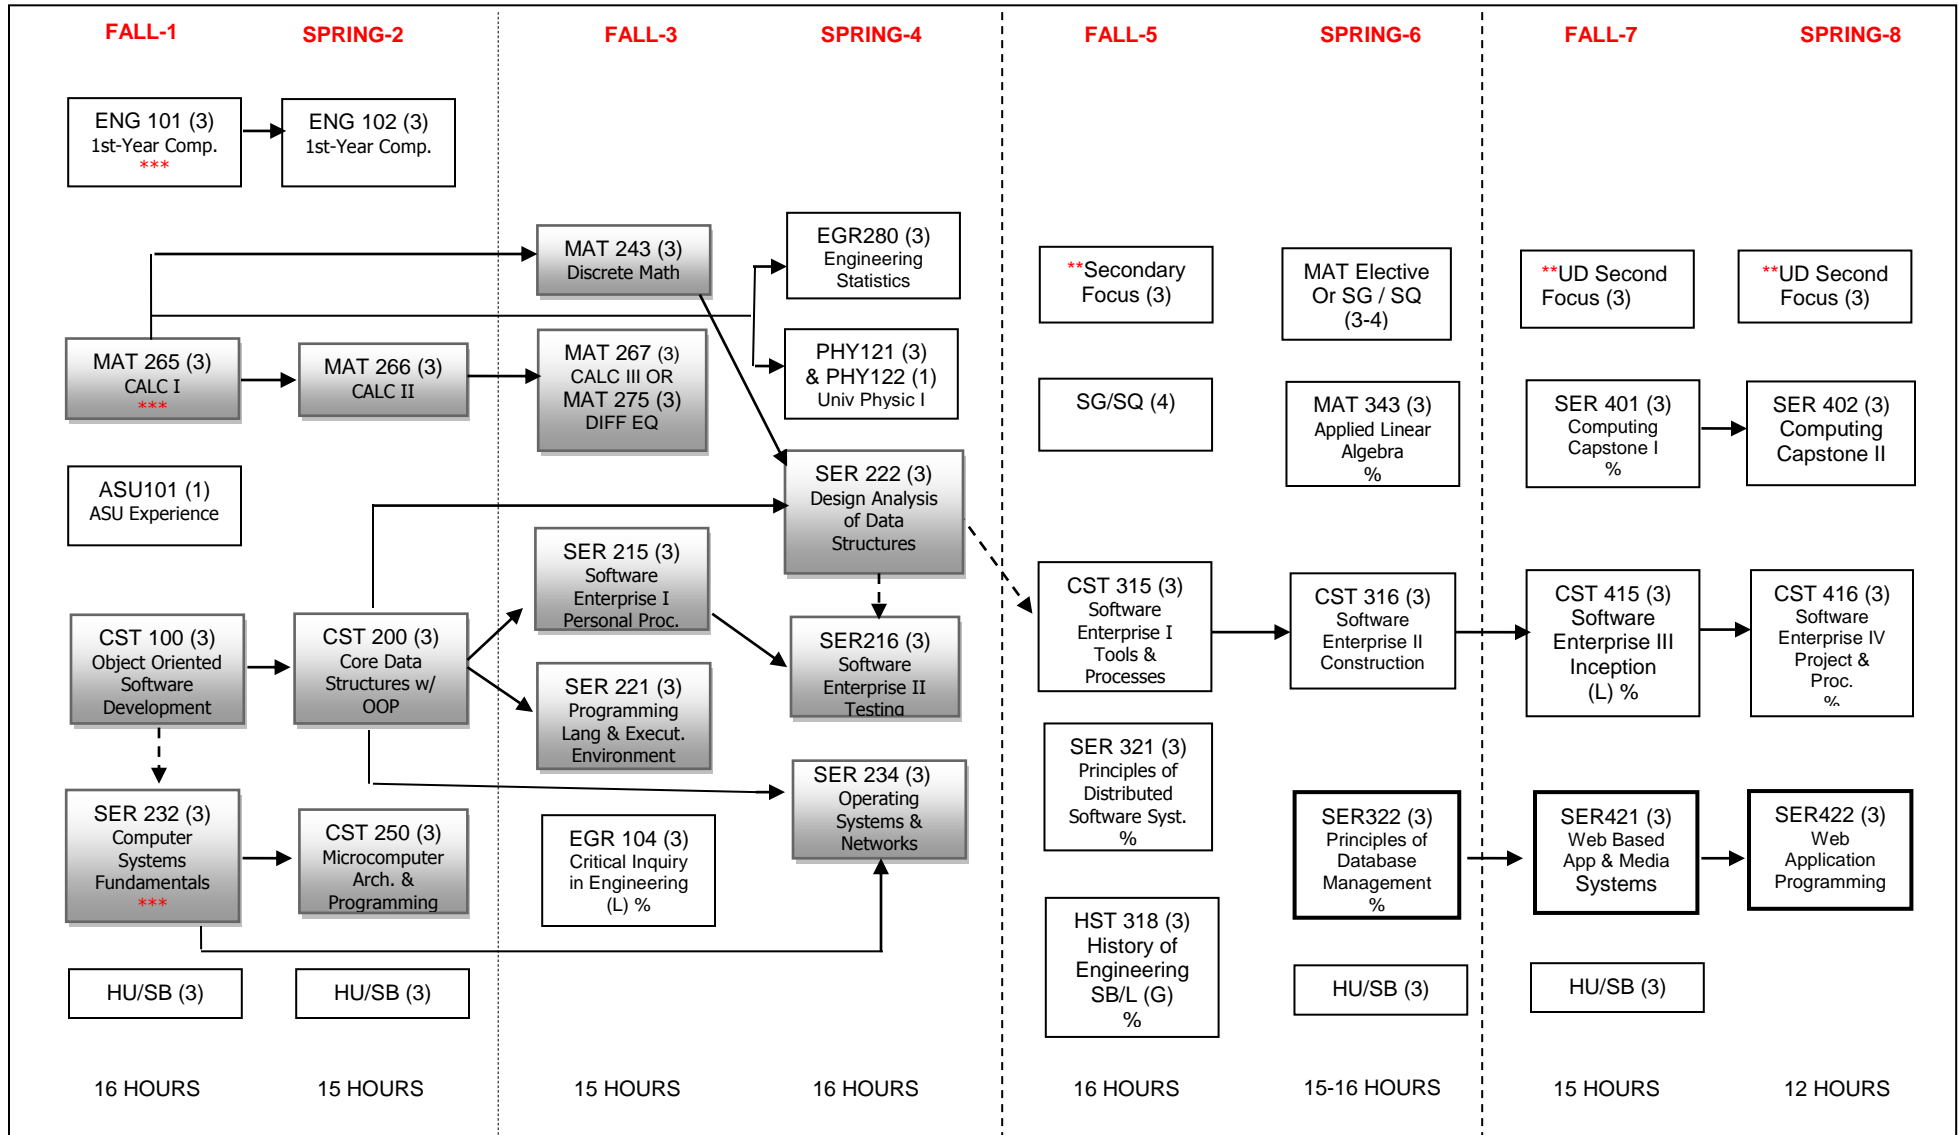 FALL-1
SPRING-2
FALL-3
SPRING-4
FALL-5
SPRING-6
FALL-7
SPRING-8
ENG 101 (3)
1st-Year Comp.
***
MAT 265 (3)
CALC I
***
ASU101 (1)
ASU Experience
CST 100 (3)
Object Oriented
Software
Development
SER 232 (3)
Computer
Systems
Fundamentals
***
HU/SB (3)
16 HOURS
ENG 102 (3)
1st-Year Comp.
MAT 266 (3)
CALC II
CST 200 (3)
Core Data
Structures w/
OOP
CST 250 (3)
Microcomputer
Arch. &
Programming
HU/SB (3)
15 HOURS
MAT 243 (3)
Discrete Math
MAT 267 (3)
CALC III OR
MAT 275 (3)
DIFF EQ
SER 215 (3)
Software
Enterprise I
Personal Proc.
SER 221 (3)
Programming
Lang & Execut.
Environment
EGR 104 (3)
Critical Inquiry
in Engineering
(L) %
15 HOURS
EGR280 (3)
Engineering
Statistics
PHY121 (3)
& PHY122 (1)
Univ Physic I
SER 222 (3)
Design Analysis
of Data
Structures
SER216 (3)
Software
Enterprise II
Testing
SER 234 (3)
Operating
Systems &
Networks
16 HOURS
**Secondary
Focus (3)
SG/SQ (4)
CST 315 (3)
Software
Enterprise I
Tools &
Processes
SER 321 (3)
Principles of
Distributed
Software Syst.
%
HST 318 (3)
History of
Engineering
SB/L (G)
%
16 HOURS
MAT Elective
Or SG / SQ
(3-4)
MAT 343 (3)
Applied Linear
Algebra
%
CST 316 (3)
Software
Enterprise II
Construction
SER322 (3)
Principles of
Database
Management
%
HU/SB (3)
15-16 HOURS
**UD Second
Focus (3)
SER 401 (3)
Computing
Capstone I
%
CST 415 (3)
Software
Enterprise III
Inception
(L) %
SER421 (3)
Web Based
App & Media
Systems
HU/SB (3)
15 HOURS
**UD Second
Focus (3)
SER 402 (3)
Computing
Capstone II
CST 416 (3)
Software
Enterprise IV
Project &
Proc.
%
SER422 (3)
Web
Application
Programming
12 HOURS